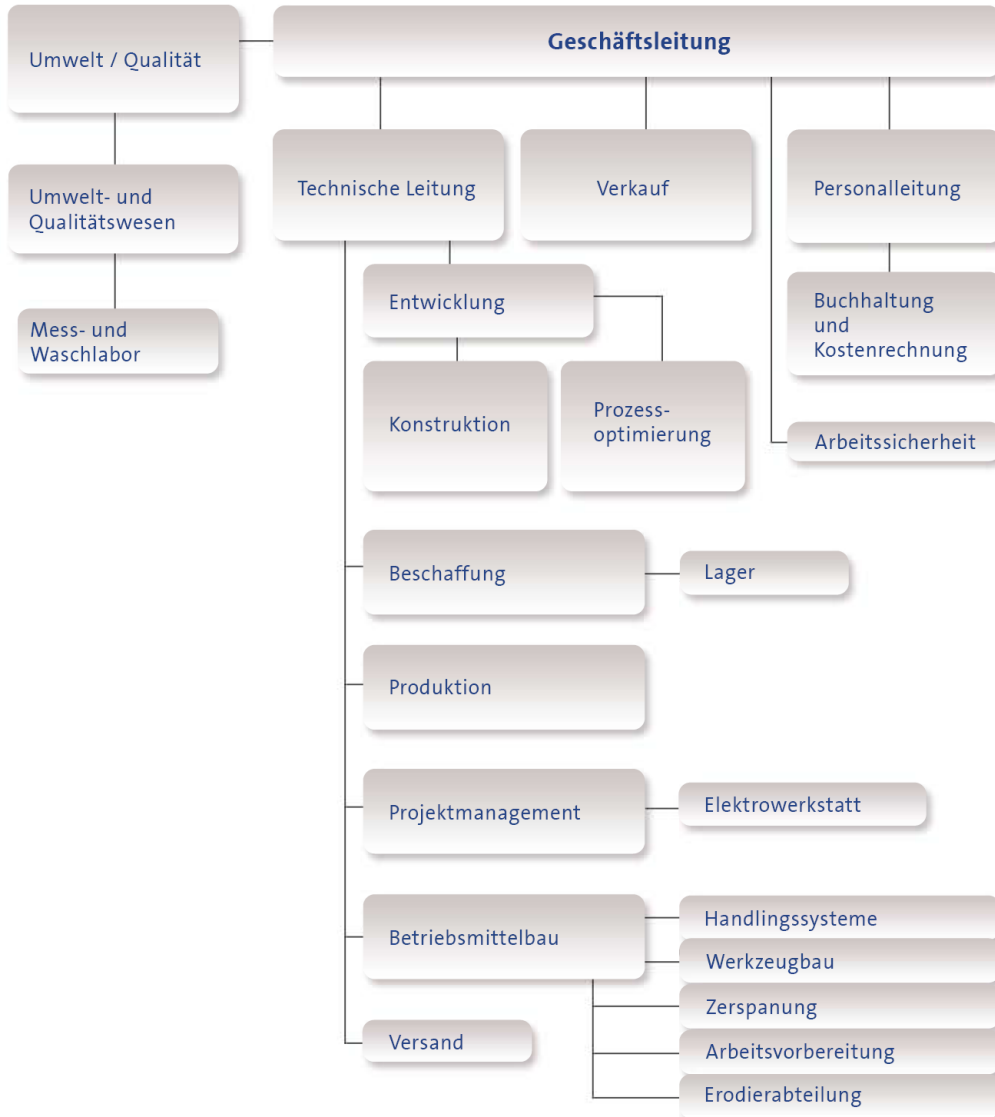 Geschäftsleitung
Umwelt / Qualität
Technische Leitung
Verkauf
Personalleitung
Umwelt- und
Qualitätswesen
Entwicklung
Buchhaltung
und
Kostenrechnung
Mess- und
Waschlabor
Konstruktion
Prozess-
optimierung
Arbeitssicherheit
Beschaffung
Lager
Produktion
Projektmanagement
Elektrowerkstatt
Betriebsmittelbau
Handlingssysteme
Werkzeugbau
Zerspanung
Arbeitsvorbereitung
Erodierabteilung
Versand